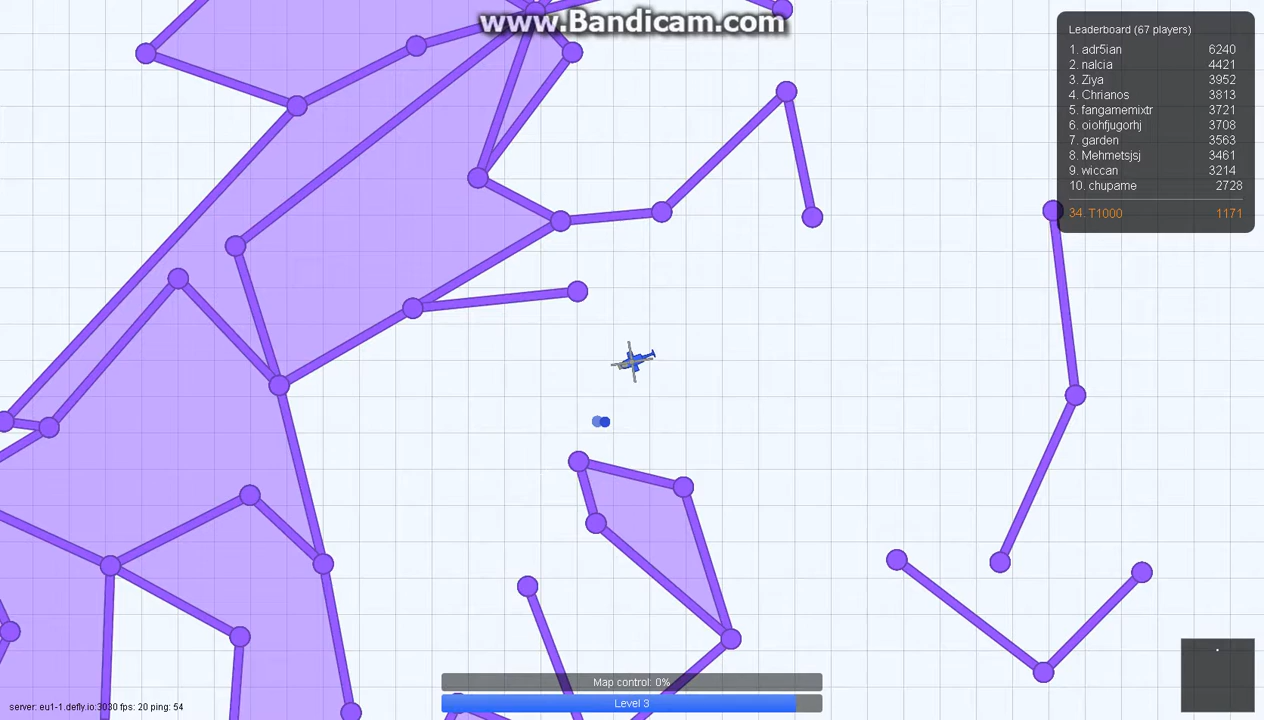 www.Bandicam.com
Leaderboard (67 players)
1. adr5ian 6240
2. nalcia 4421
3. Ziya 3952
4. Chrianos 3813
5. fangamemixtr 3721
6. oiohfjugorhj 3708
7. garden 3563
8. Mehmetsjsj 3461
9. wiccan 3214
10. chupame 2728
34. T1000 1171
Map control: 0%
Level 3
server: eu1-1.defly.io:3030 fps: 20 ping: 54